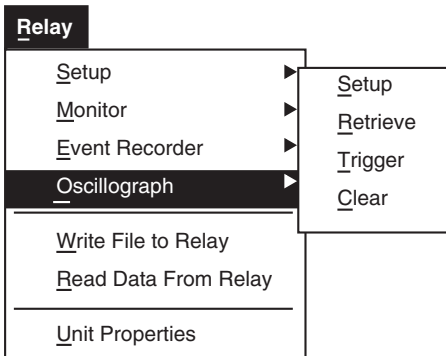 Relay
Setup
Monitor
Event Recorder
Oscillograph
Write File to Relay
Read Data From Relay
Unit Properties
Setup
Retrieve
Trigger
Clear